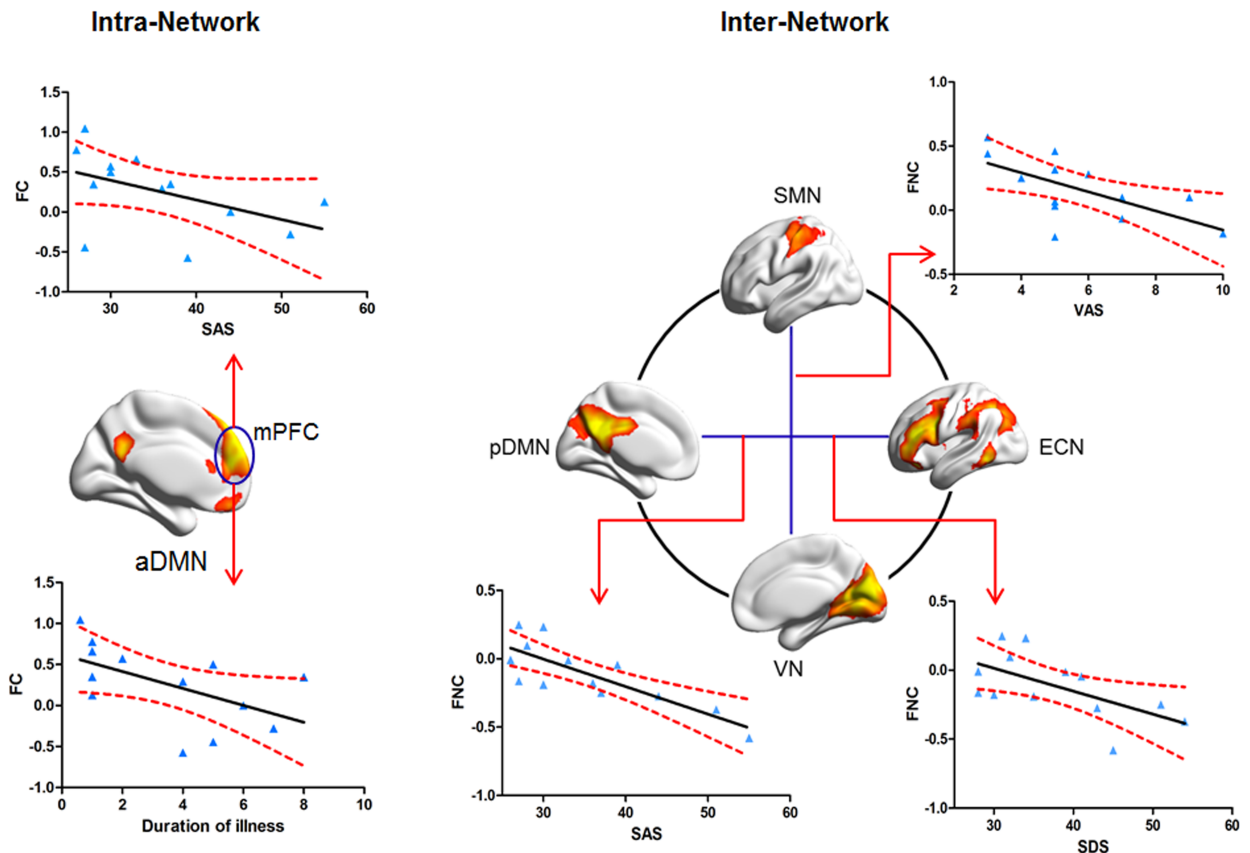 Intra-Network
Inter-Network
1.5
1.0
0.5
0.0
-0.5
-1.0
FC
30 40 50 60
SAS
mPFC
aDMN
1.5
1.0
0.5
0.0
-0.5
-1.0
FC
0 2 4 6 8 10
Duration of illness
SMN
pDMN
ECN
VN
1.0
0.5
0.0
-0.5
FNC
2 4 6 8 10
VAS
0.5
0.0
-0.5
-1.0
FNC
30 40 50 60
SAS
0.5
0.0
-0.5
-1.0
FNC
30 40 50 60
SDS